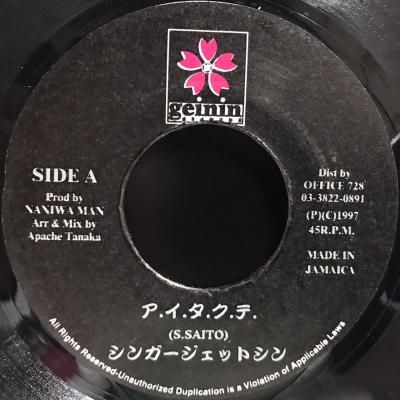 geinin
RECORDS
SIDE A
Prod by
NANIWA MAN
Arr & Mix by
Apache Tanaka
Dist by
OFFICE 728
03-3822-0891
(P)(C)1997
45R.P.M.
MADE IN
JAMAICA
ア.イ.タ.ク.テ.
(S.SAITO)
シンガージェットシン
All Rights Reserved-Unauthorized Duplication is a Violation of Applicable Laws